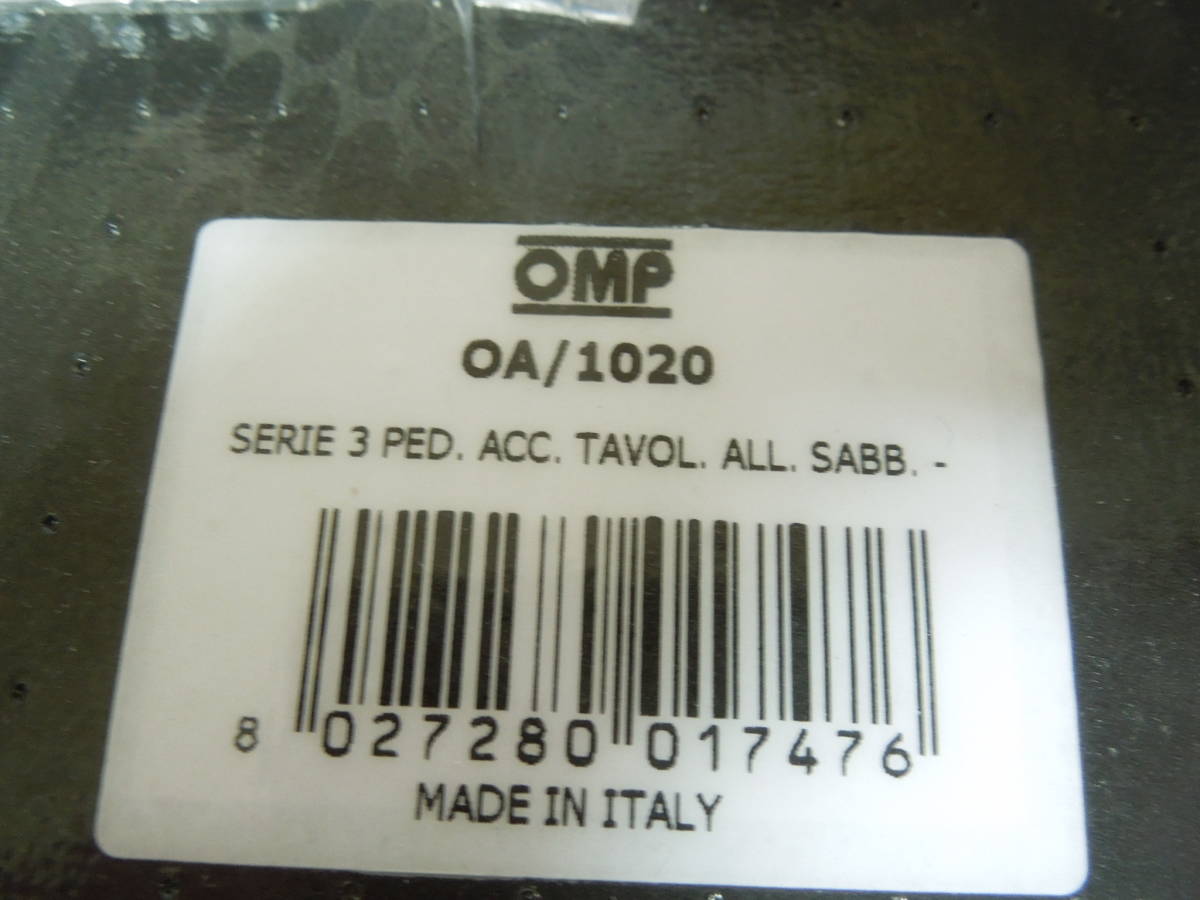 OMP
OA/1020
SERIE 3 PED. ACC. TAVOL. ALL. SABB. -
8 027280 017476
MADE IN ITALY